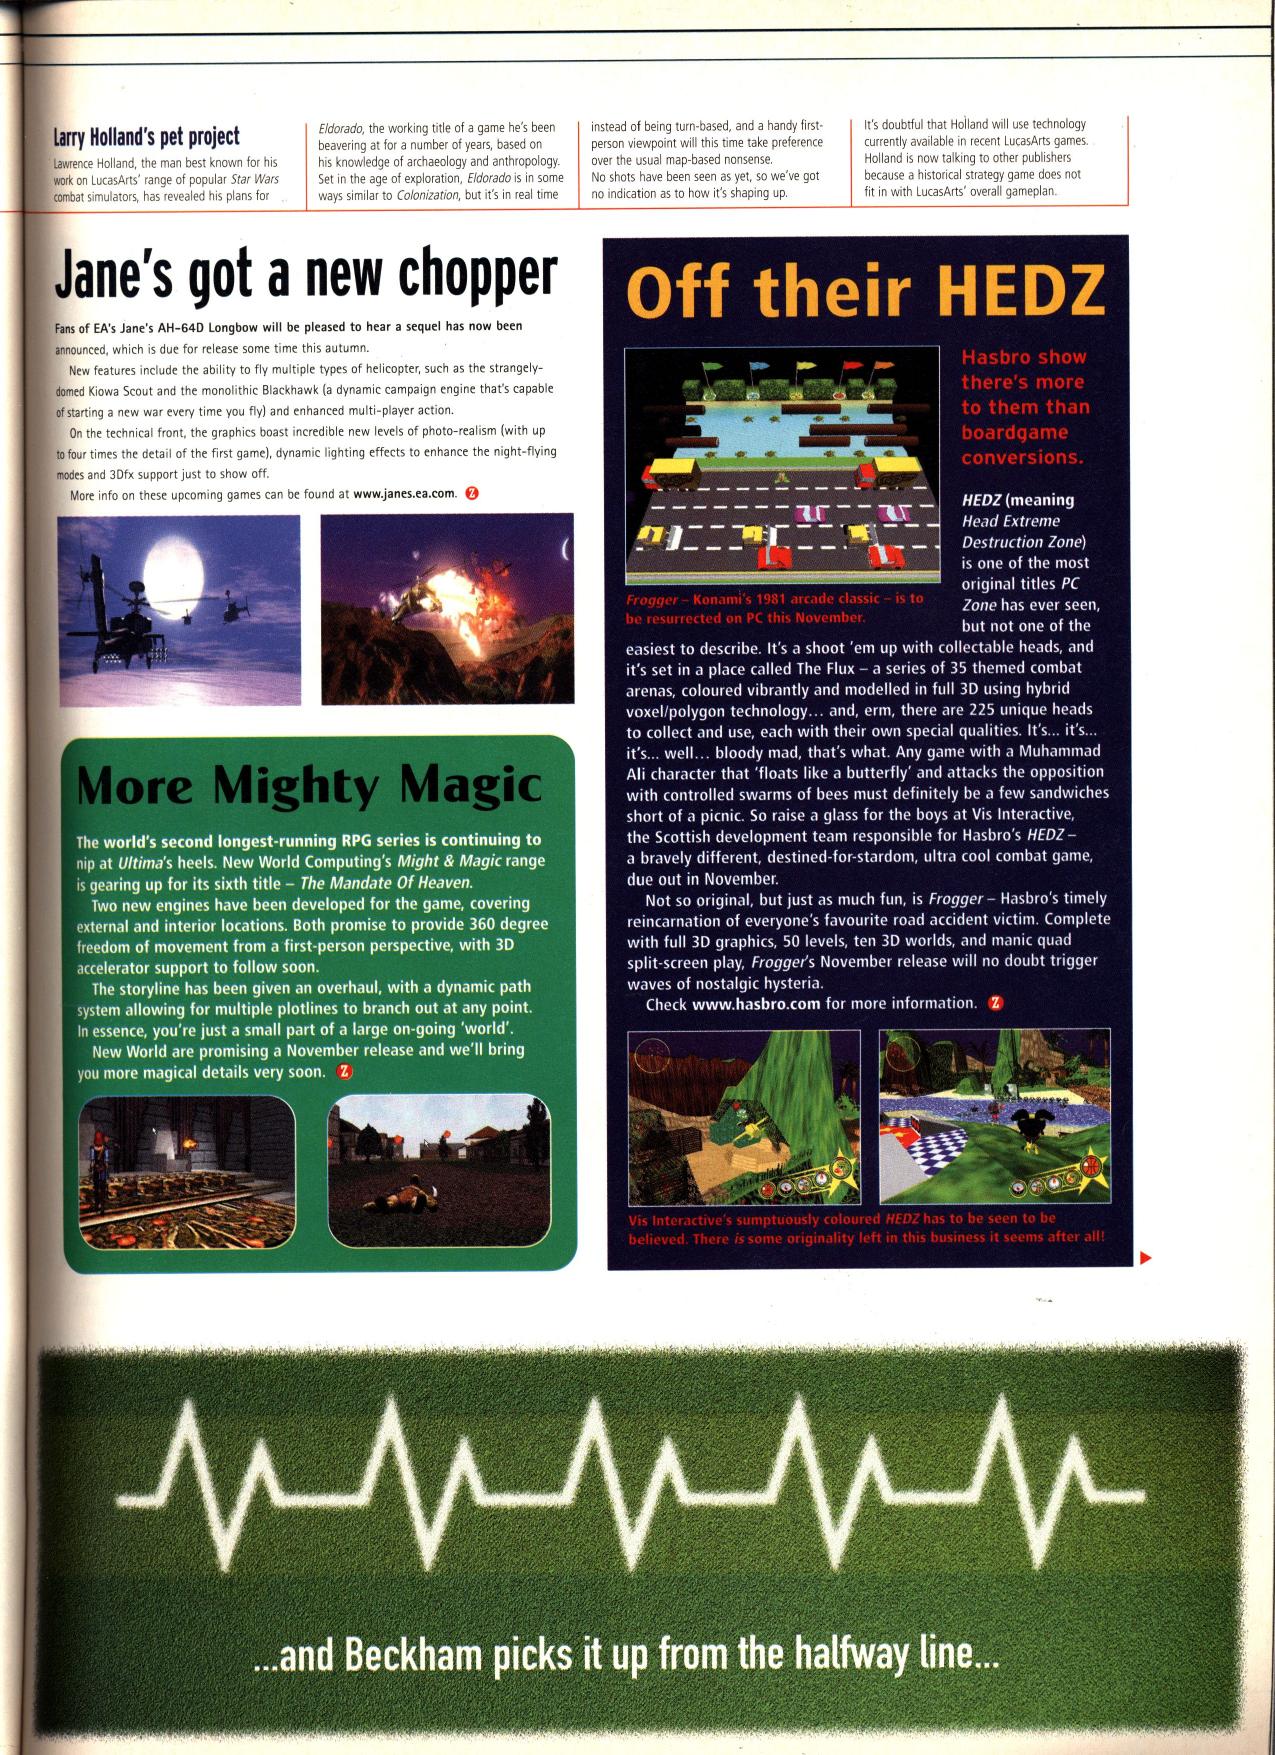 Larry Holland's pet project
Lawrence Holland, the man best known for his
work on LucasArts' range of popular Star Wars
combat simulators, has revealed his plans for
Eldorado, the working title of a game he's been
beavering at for a number of years, based on
his knowledge of archaeology and anthropology.
Set in the age of exploration, Eldorado is in some
ways similar to Colonization, but it's in real time
instead of being turn-based, and a handy first-
person viewpoint will this time take preference
over the usual map-based nonsense.
No shots have been seen as yet, so we've got
no indication as to how it's shaping up.
It's doubtful that Holland will use technology
currently available in recent LucasArts games.
Holland is now talking to other publishers
because a historical strategy game does not
fit in with LucasArts' overall gameplan.
Jane's got a new chopper
Fans of EA's Jane's AH-64D Longbow will be pleased to hear a sequel has now been
announced, which is due for release some time this autumn.
New features include the ability to fly multiple types of helicopter, such as the strangely-
domed Kiowa Scout and the monolithic Blackhawk (a dynamic campaign engine that's capable
of starting a new war every time you fly) and enhanced multi-player action.
On the technical front, the graphics boast incredible new levels of photo-realism (with up
to four times the detail of the first game), dynamic lighting effects to enhance the night-flying
modes and 3Dfx support just to show off.
More info on these upcoming games can be found at www.janes.ea.com. Z
More Mighty Magic
The world's second longest-running RPG series is continuing to
nip at Ultima's heels. New World Computing's Might & Magic range
is gearing up for its sixth title – The Mandate Of Heaven.
Two new engines have been developed for the game, covering
external and interior locations. Both promise to provide 360 degree
freedom of movement from a first-person perspective, with 3D
accelerator support to follow soon.
The storyline has been given an overhaul, with a dynamic path
system allowing for multiple plotlines to branch out at any point.
In essence, you're just a small part of a large on-going 'world'.
New World are promising a November release and we'll bring
you more magical details very soon. Z
Off their HEDZ
Hasbro show
there's more
to them than
boardgame
conversions.
Frogger – Konami's 1981 arcade classic – is to
be resurrected on PC this November.
HEDZ (meaning
Head Extreme
Destruction Zone)
is one of the most
original titles PC
Zone has ever seen,
but not one of the
easiest to describe. It's a shoot 'em up with collectable heads, and
it's set in a place called The Flux – a series of 35 themed combat
arenas, coloured vibrantly and modelled in full 3D using hybrid
voxel/polygon technology... and, erm, there are 225 unique heads
to collect and use, each with their own special qualities. It's... it's...
it's... well... bloody mad, that's what. Any game with a Muhammad
Ali character that 'floats like a butterfly' and attacks the opposition
with controlled swarms of bees must definitely be a few sandwiches
short of a picnic. So raise a glass for the boys at Vis Interactive,
the Scottish development team responsible for Hasbro's HEDZ –
a bravely different, destined-for-stardom, ultra cool combat game,
due out in November.
Not so original, but just as much fun, is Frogger – Hasbro's timely
reincarnation of everyone's favourite road accident victim. Complete
with full 3D graphics, 50 levels, ten 3D worlds, and manic quad
split-screen play, Frogger's November release will no doubt trigger
waves of nostalgic hysteria.
Check www.hasbro.com for more information. Z
Vis Interactive's sumptuously coloured HEDZ has to be seen to be
believed. There is some originality left in this business it seems after all!
...and Beckham picks it up from the halfway line...